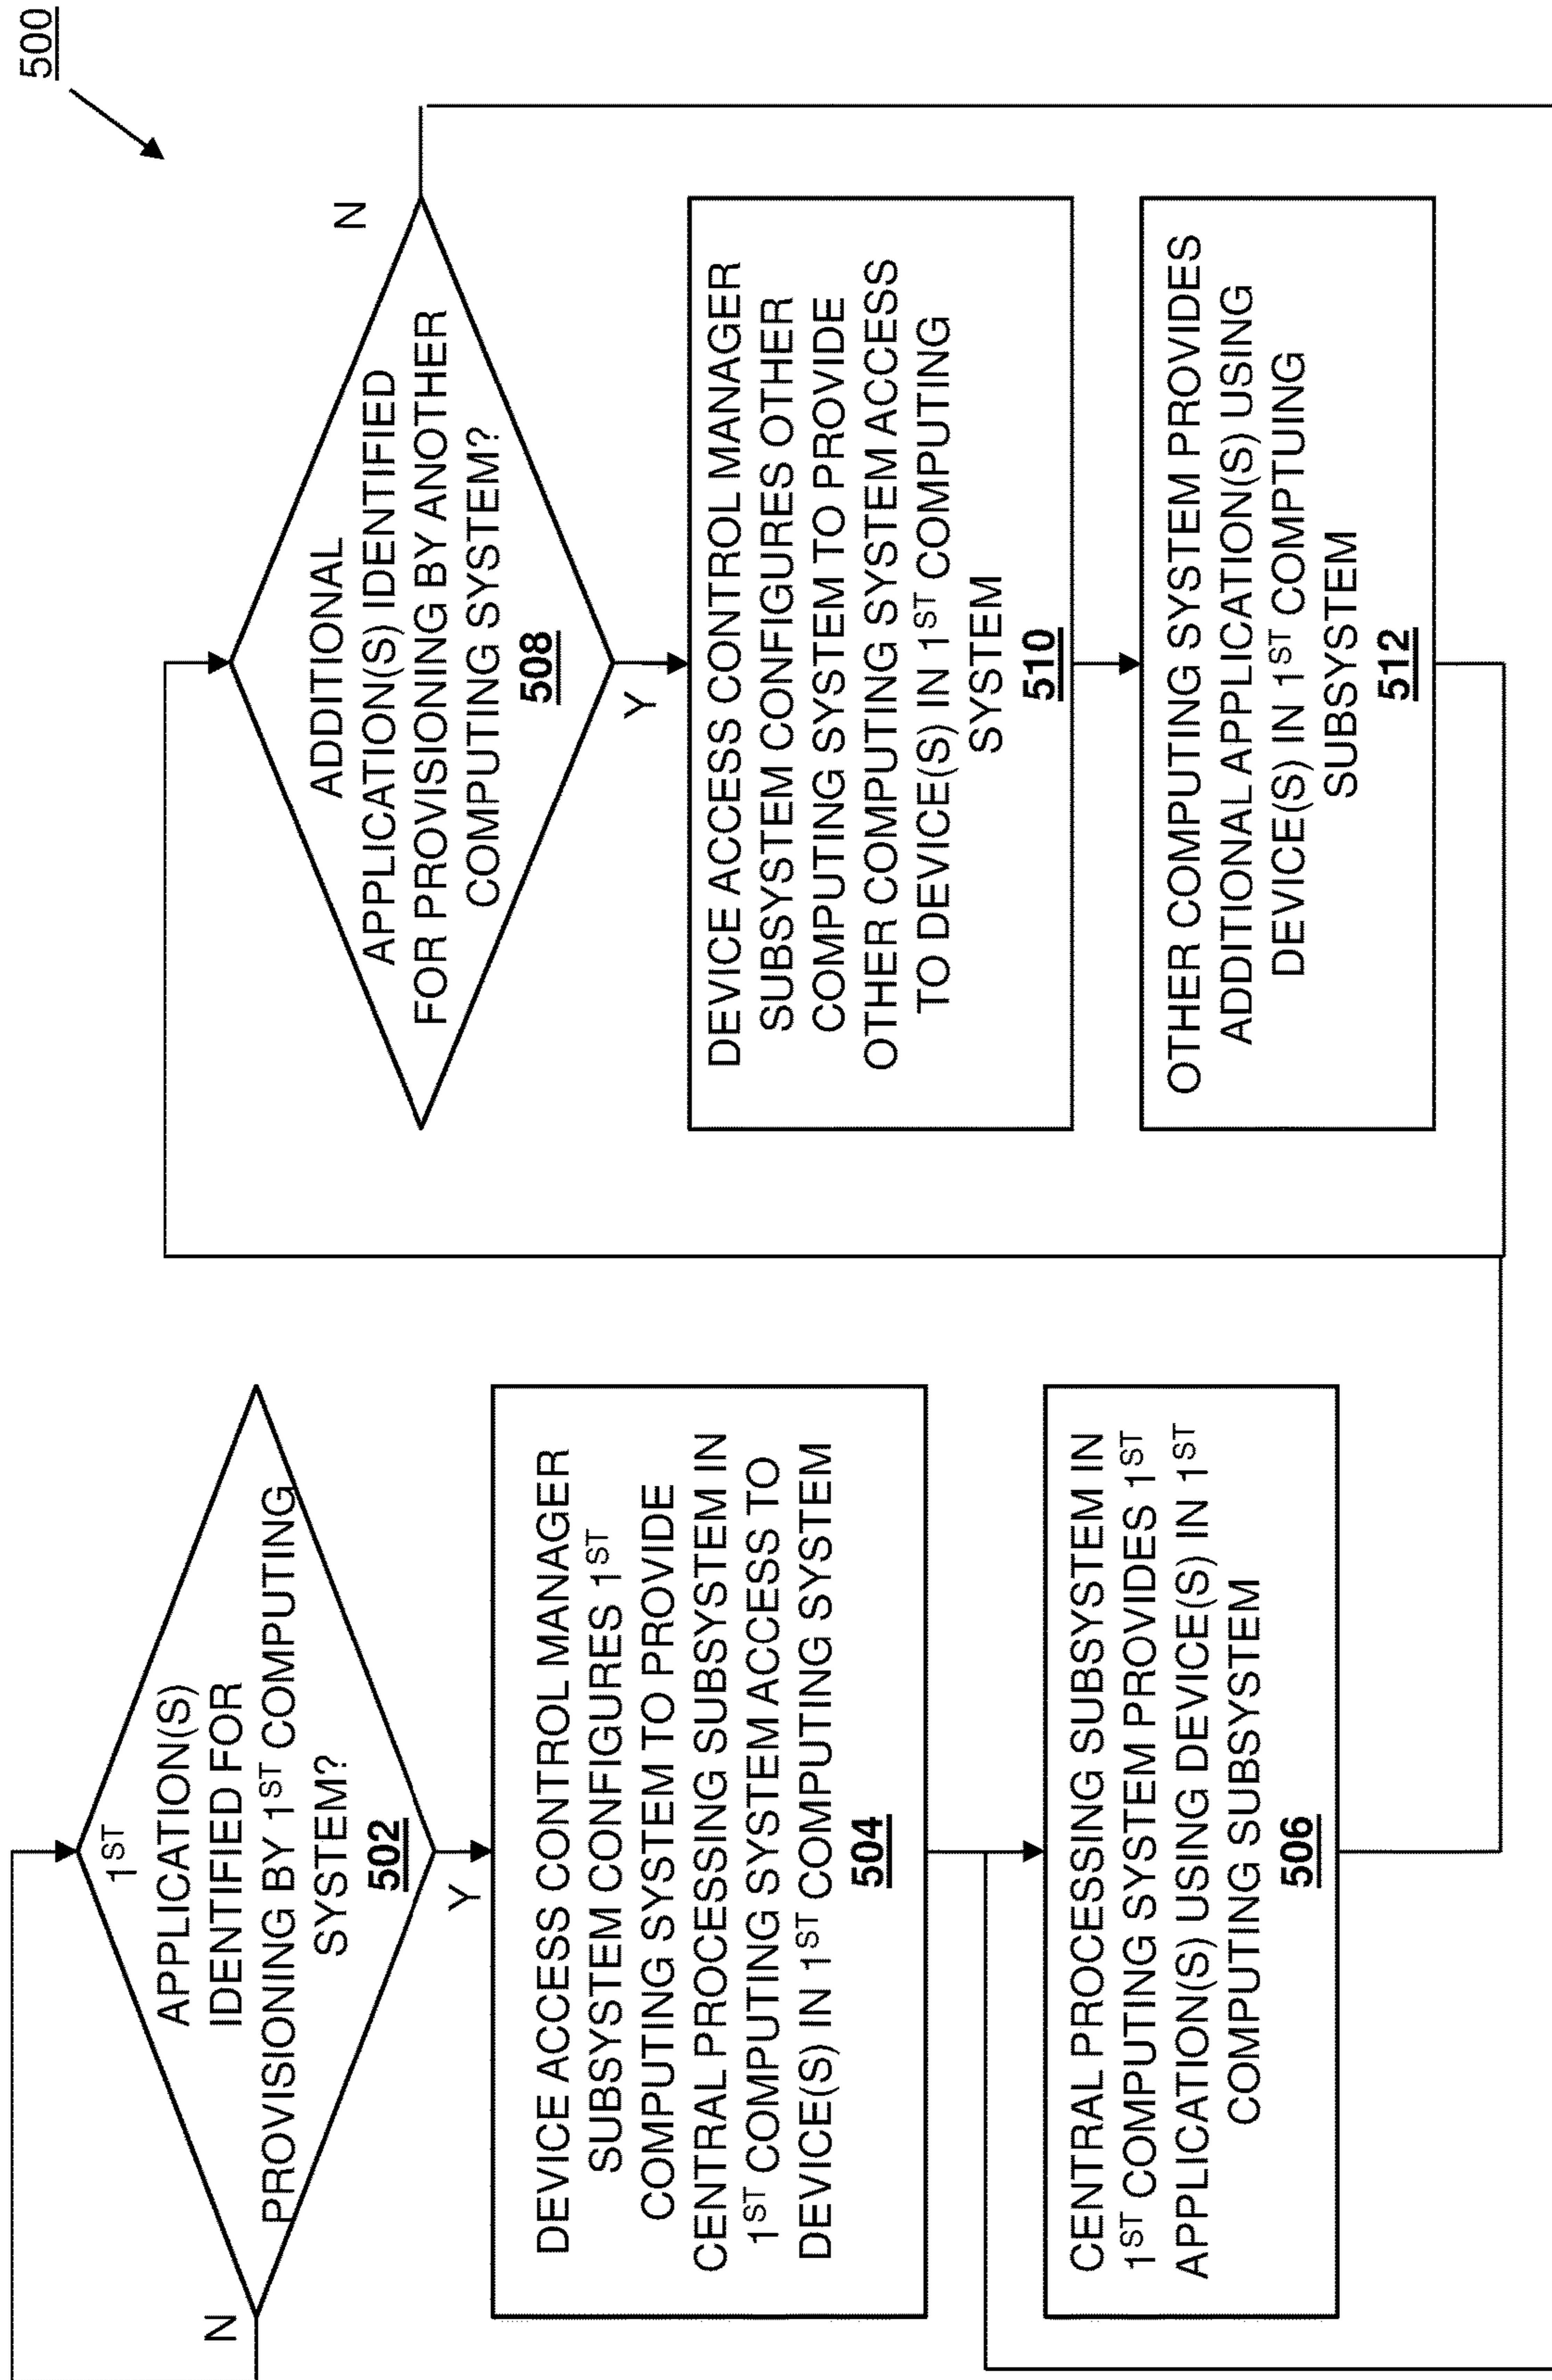 500
1ST
APPLICATION(S)
IDENTIFIED FOR
PROVISIONING BY 1ST COMPUTING
SYSTEM?
502
N
Y
DEVICE ACCESS CONTROL MANAGER
SUBSYSTEM CONFIGURES 1ST
COMPUTING SYSTEM TO PROVIDE
CENTRAL PROCESSING SUBSYSTEM IN
1ST COMPUTING SYSTEM ACCESS TO
DEVICE(S) IN 1ST COMPUTING SYSTEM
504
CENTRAL PROCESSING SUBSYSTEM IN
1ST COMPUTING SYSTEM PROVIDES 1ST
APPLICATION(S) USING DEVICE(S) IN 1ST
COMPUTING SUBSYSTEM
506
ADDITIONAL
APPLICATION(S) IDENTIFIED
FOR PROVISIONING BY ANOTHER
COMPUTING SYSTEM?
508
N
Y
DEVICE ACCESS CONTROL MANAGER
SUBSYSTEM CONFIGURES OTHER
COMPUTING SYSTEM TO PROVIDE
OTHER COMPUTING SYSTEM ACCESS
TO DEVICE(S) IN 1ST COMPUTING
SYSTEM
510
OTHER COMPUTING SYSTEM PROVIDES
ADDITIONAL APPLICATION(S) USING
DEVICE(S) IN 1ST COMPTUING
SUBSYSTEM
512